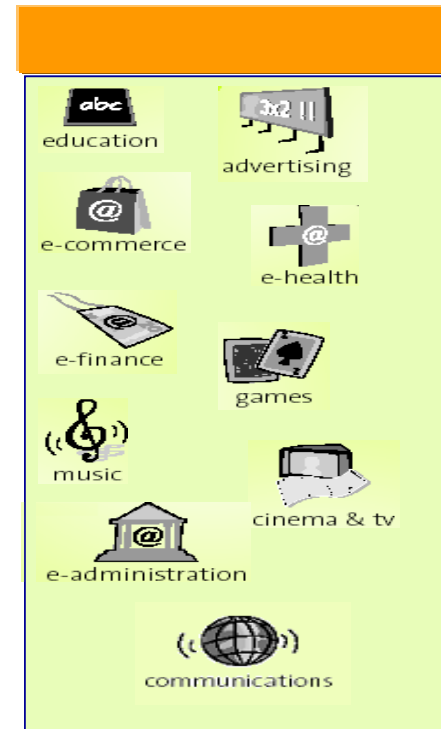 abc
education
3x2 ||
advertising
@
e-commerce
@
e-health
@
e-finance
games
music
cinema & tv
@
e-administration
communications